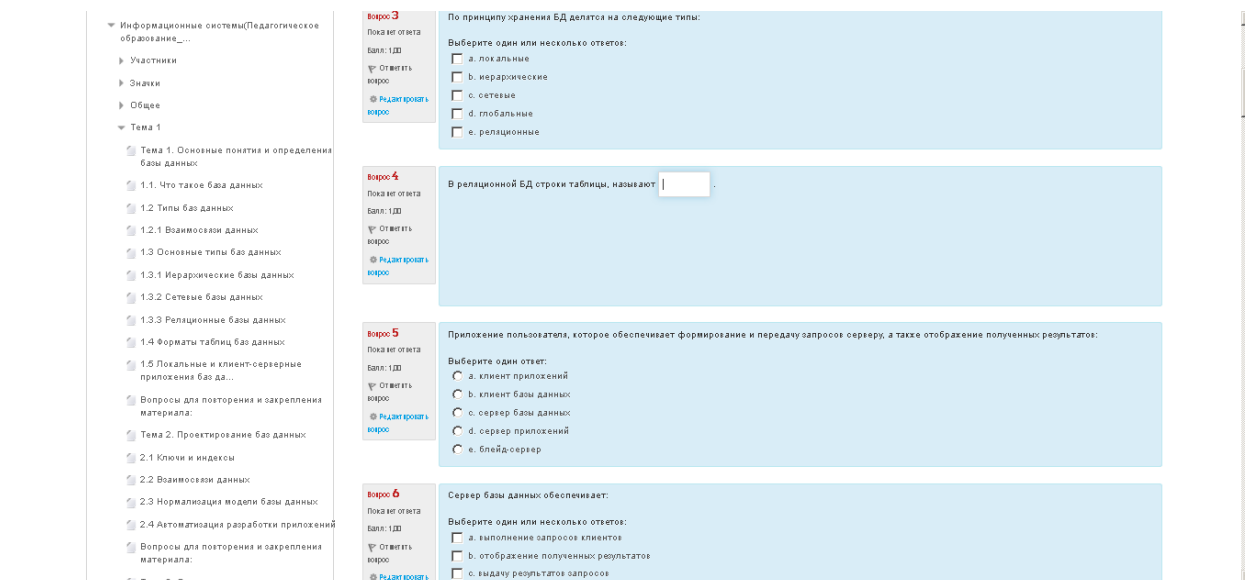 Информационные системы(Педагогическое
образование_...
Участники
Значки
Общее
Тема 1
Тема 1. Основные понятия и определения
базы данных
1.1. Что такое база данных
1.2 Типы баз данных
1.2.1 Взаимосвязи данных
1.3 Основные типы баз данных
1.3.1 Иерархические базы данных
1.3.2 Сетевые базы данных
1.3.3 Реляционные базы данных
1.4 Форматы таблиц баз данных
1.5 Локальные и клиент-серверные
приложения баз да...
Вопросы для повторения и закрепления
материала:
Тема 2. Проектирование баз данных
2.1 Ключи и индексы
2.2 Взаимосвязи данных
2.3 Нормализация модели базы данных
2.4 Автоматизация разработки приложений
Вопросы для повторения и закрепления
материала:
Вопрос 3
Пока нет ответа
Балл: 1,00
Отметить
вопрос
Редактировать
вопрос
По принципу хранения БД делятся на следующие типы:
Выберите один или несколько ответов:
a. локальные
b. иерархические
c. сетевые
d. глобальные
e. реляционные
Вопрос 4
Пока нет ответа
Балл: 1,00
Отметить
вопрос
Редактировать
вопрос
В реляционной БД строки таблицы, называют .
Вопрос 5
Пока нет ответа
Балл: 1,00
Отметить
вопрос
Редактировать
вопрос
Приложение пользователя, которое обеспечивает формирование и передачу запросов серверу, а также отображение полученных результатов:
Выберите один ответ:
a. клиент приложений
b. клиент базы данных
c. сервер базы данных
d. сервер приложений
e. блейд-сервер
Вопрос 6
Пока нет ответа
Балл: 1,00
Отметить
вопрос
Редактировать
Сервер базы данных обеспечивает:
Выберите один или несколько ответов:
a. выполнение запросов клиентов
b. отображение полученных результатов
c. выдачу результатов запросов